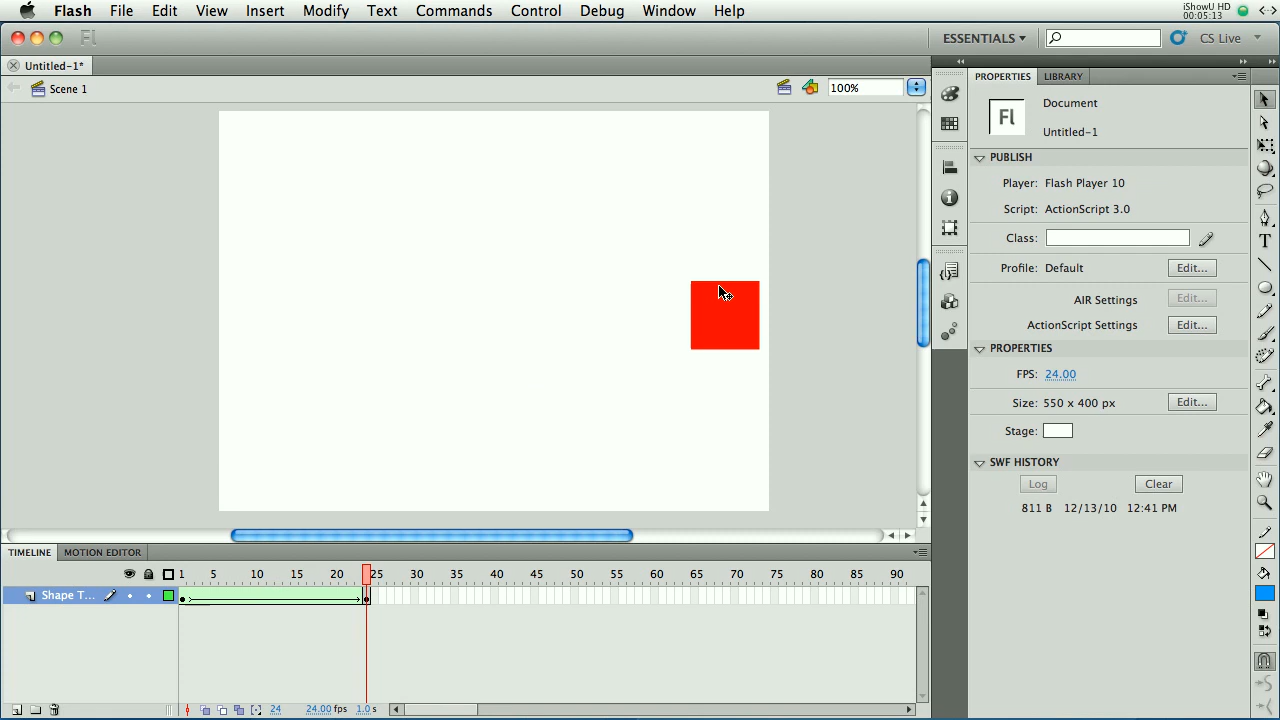 Flash File Edit View Insert Modify Text Commands Control Debug Window Help iShowU HD
00:05:13
Fl ESSENTIALS CS Live
Untitled-1*
Scene 1 100%
PROPERTIES LIBRARY
Fl Document
Untitled-1
PUBLISH
Player: Flash Player 10
Script: ActionScript 3.0
Class:
Profile: Default Edit...
AIR Settings Edit...
ActionScript Settings Edit...
PROPERTIES
FPS: 24.00
Size: 550 x 400 px Edit...
Stage:
SWF HISTORY
Log Clear
811 B 12/13/10 12:41 PM
TIMELINE MOTION EDITOR
1 5 10 15 20 25 30 35 40 45 50 55 60 65 70 75 80 85 90
Shape T...
24 24.00 fps 1.0 s